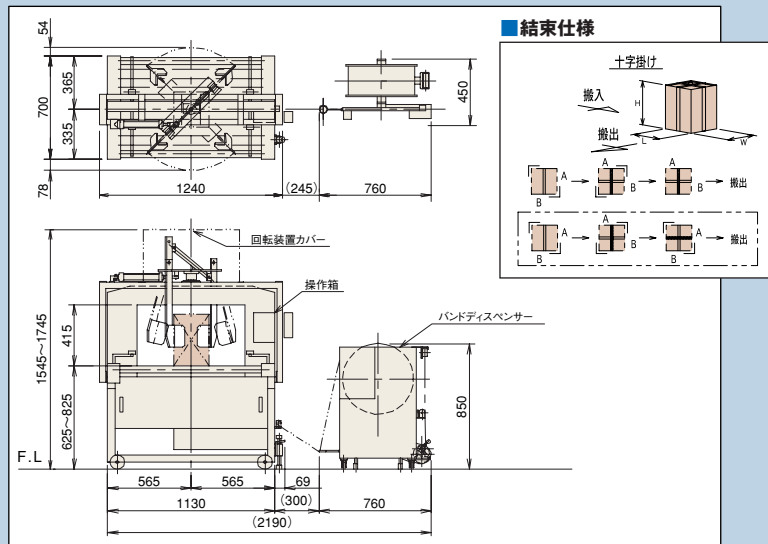 54
365
700
335
78
1240
(245)
760
450
回転装置カバー
操作箱
バンドディスペンサー
1545～1745
415
625～825
850
F.L
565
565
69
1130
(300)
760
(2190)
■結束仕様
十字掛け
搬入
搬出
H
L
W
A
B
A
B
A
B
搬出
A
B
A
B
A
B
搬出